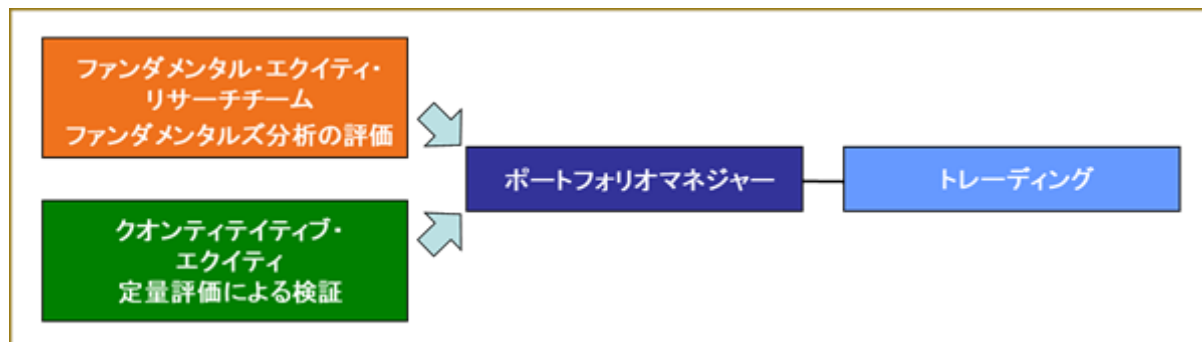 ファンダメンタル・エクイティ・
リサーチチーム
ファンダメンタルズ分析の評価
クオンティテイティブ・
エクイティ
定量評価による検証
ポートフォリオマネジャー
トレーディング